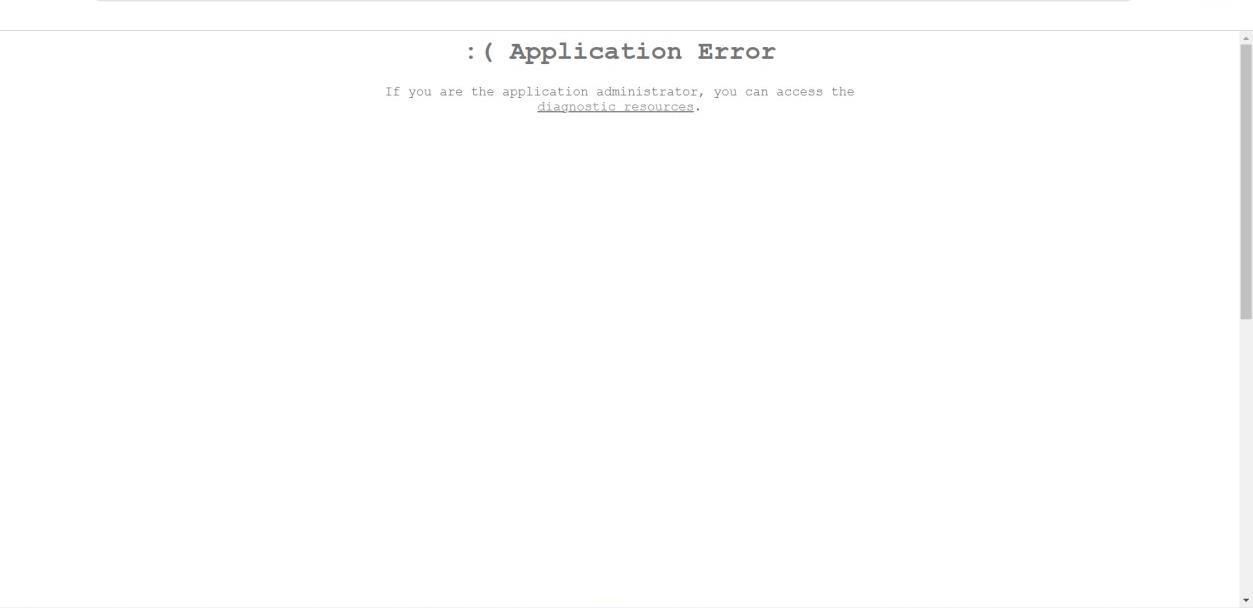 :( Application Error
If you are the application administrator, you can access the
diagnostic resources.